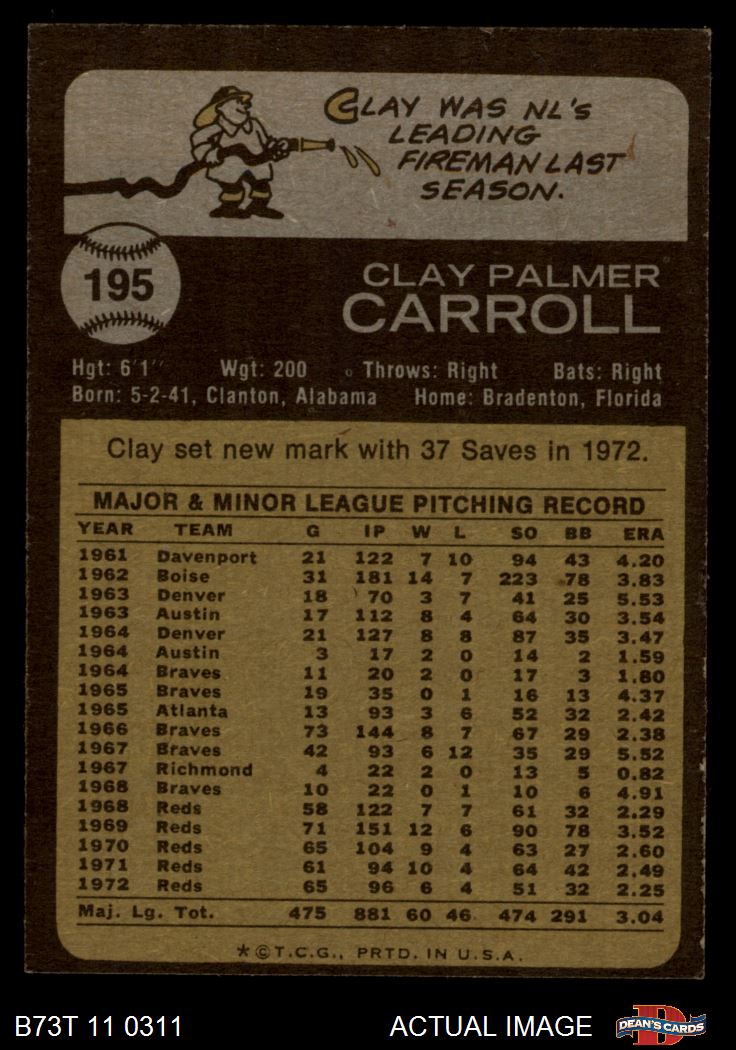 CLAY WAS NL'S
LEADING
FIREMAN LAST
SEASON.
195
CLAY PALMER
CARROLL
Hgt: 6'1" Wgt: 200 Throws: Right Bats: Right
Born: 5-2-41, Clanton, Alabama Home: Bradenton, Florida
Clay set new mark with 37 Saves in 1972.
MAJOR & MINOR LEAGUE PITCHING RECORD
YEAR TEAM G IP W L SO BB ERA
1961 Davenport 21 122 7 10 94 43 4.20
1962 Boise 31 181 14 7 223 78 3.83
1963 Denver 18 70 3 7 41 25 5.53
1963 Austin 17 112 8 4 64 30 3.54
1964 Denver 21 127 8 8 87 35 3.47
1964 Austin 3 17 2 0 14 2 1.59
1964 Braves 11 20 2 0 17 3 1.80
1965 Braves 19 35 0 1 16 13 4.37
1965 Atlanta 13 93 3 6 52 32 2.42
1966 Braves 73 144 8 7 67 29 2.38
1967 Braves 42 93 6 12 35 29 5.52
1967 Richmond 4 22 2 0 13 5 0.82
1968 Braves 10 22 0 1 10 6 4.91
1968 Reds 58 122 7 7 61 32 2.29
1969 Reds 71 151 12 6 90 78 3.52
1970 Reds 65 104 9 4 63 27 2.60
1971 Reds 61 94 10 4 64 42 2.49
1972 Reds 65 96 6 4 51 32 2.25
Maj. Lg. Tot. 475 881 60 46 474 291 3.04
*©T.C.G., PRTD. IN U.S.A.
B73T 11 0311 ACTUAL IMAGE
D
DEAN'S CARDS